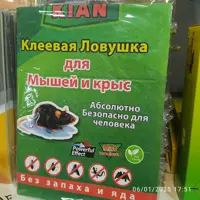 KIAN
Клеевая Ловушка
для
Мышей и крыс
Абсолютно
Безопасно для
человека
Powerful
Effect
Без запаха и яда
06/01/2025 17:51